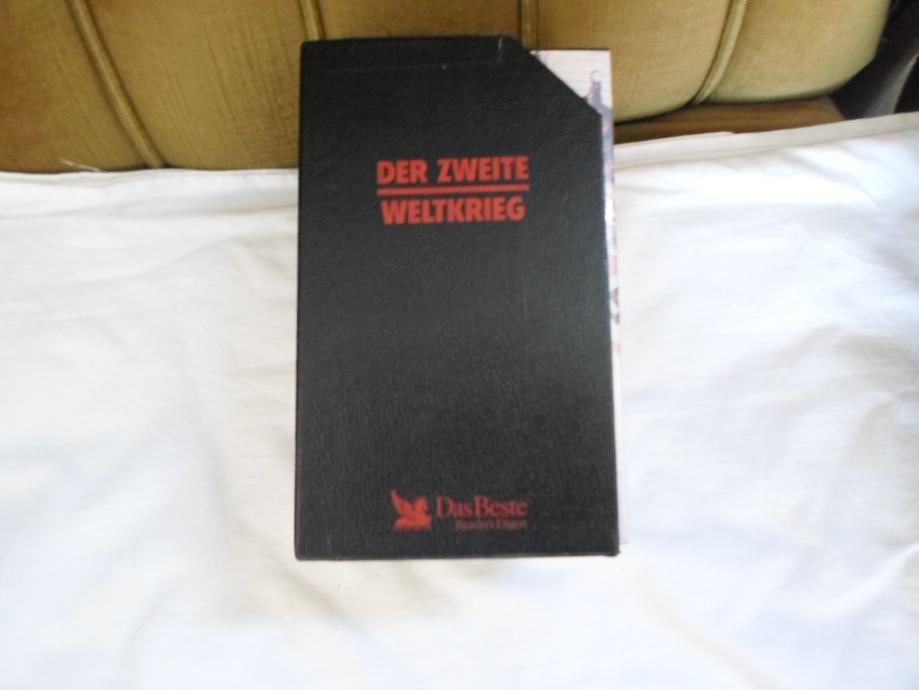 DER ZWEITE
WELTKRIEG
Das Beste
Reader's Digest